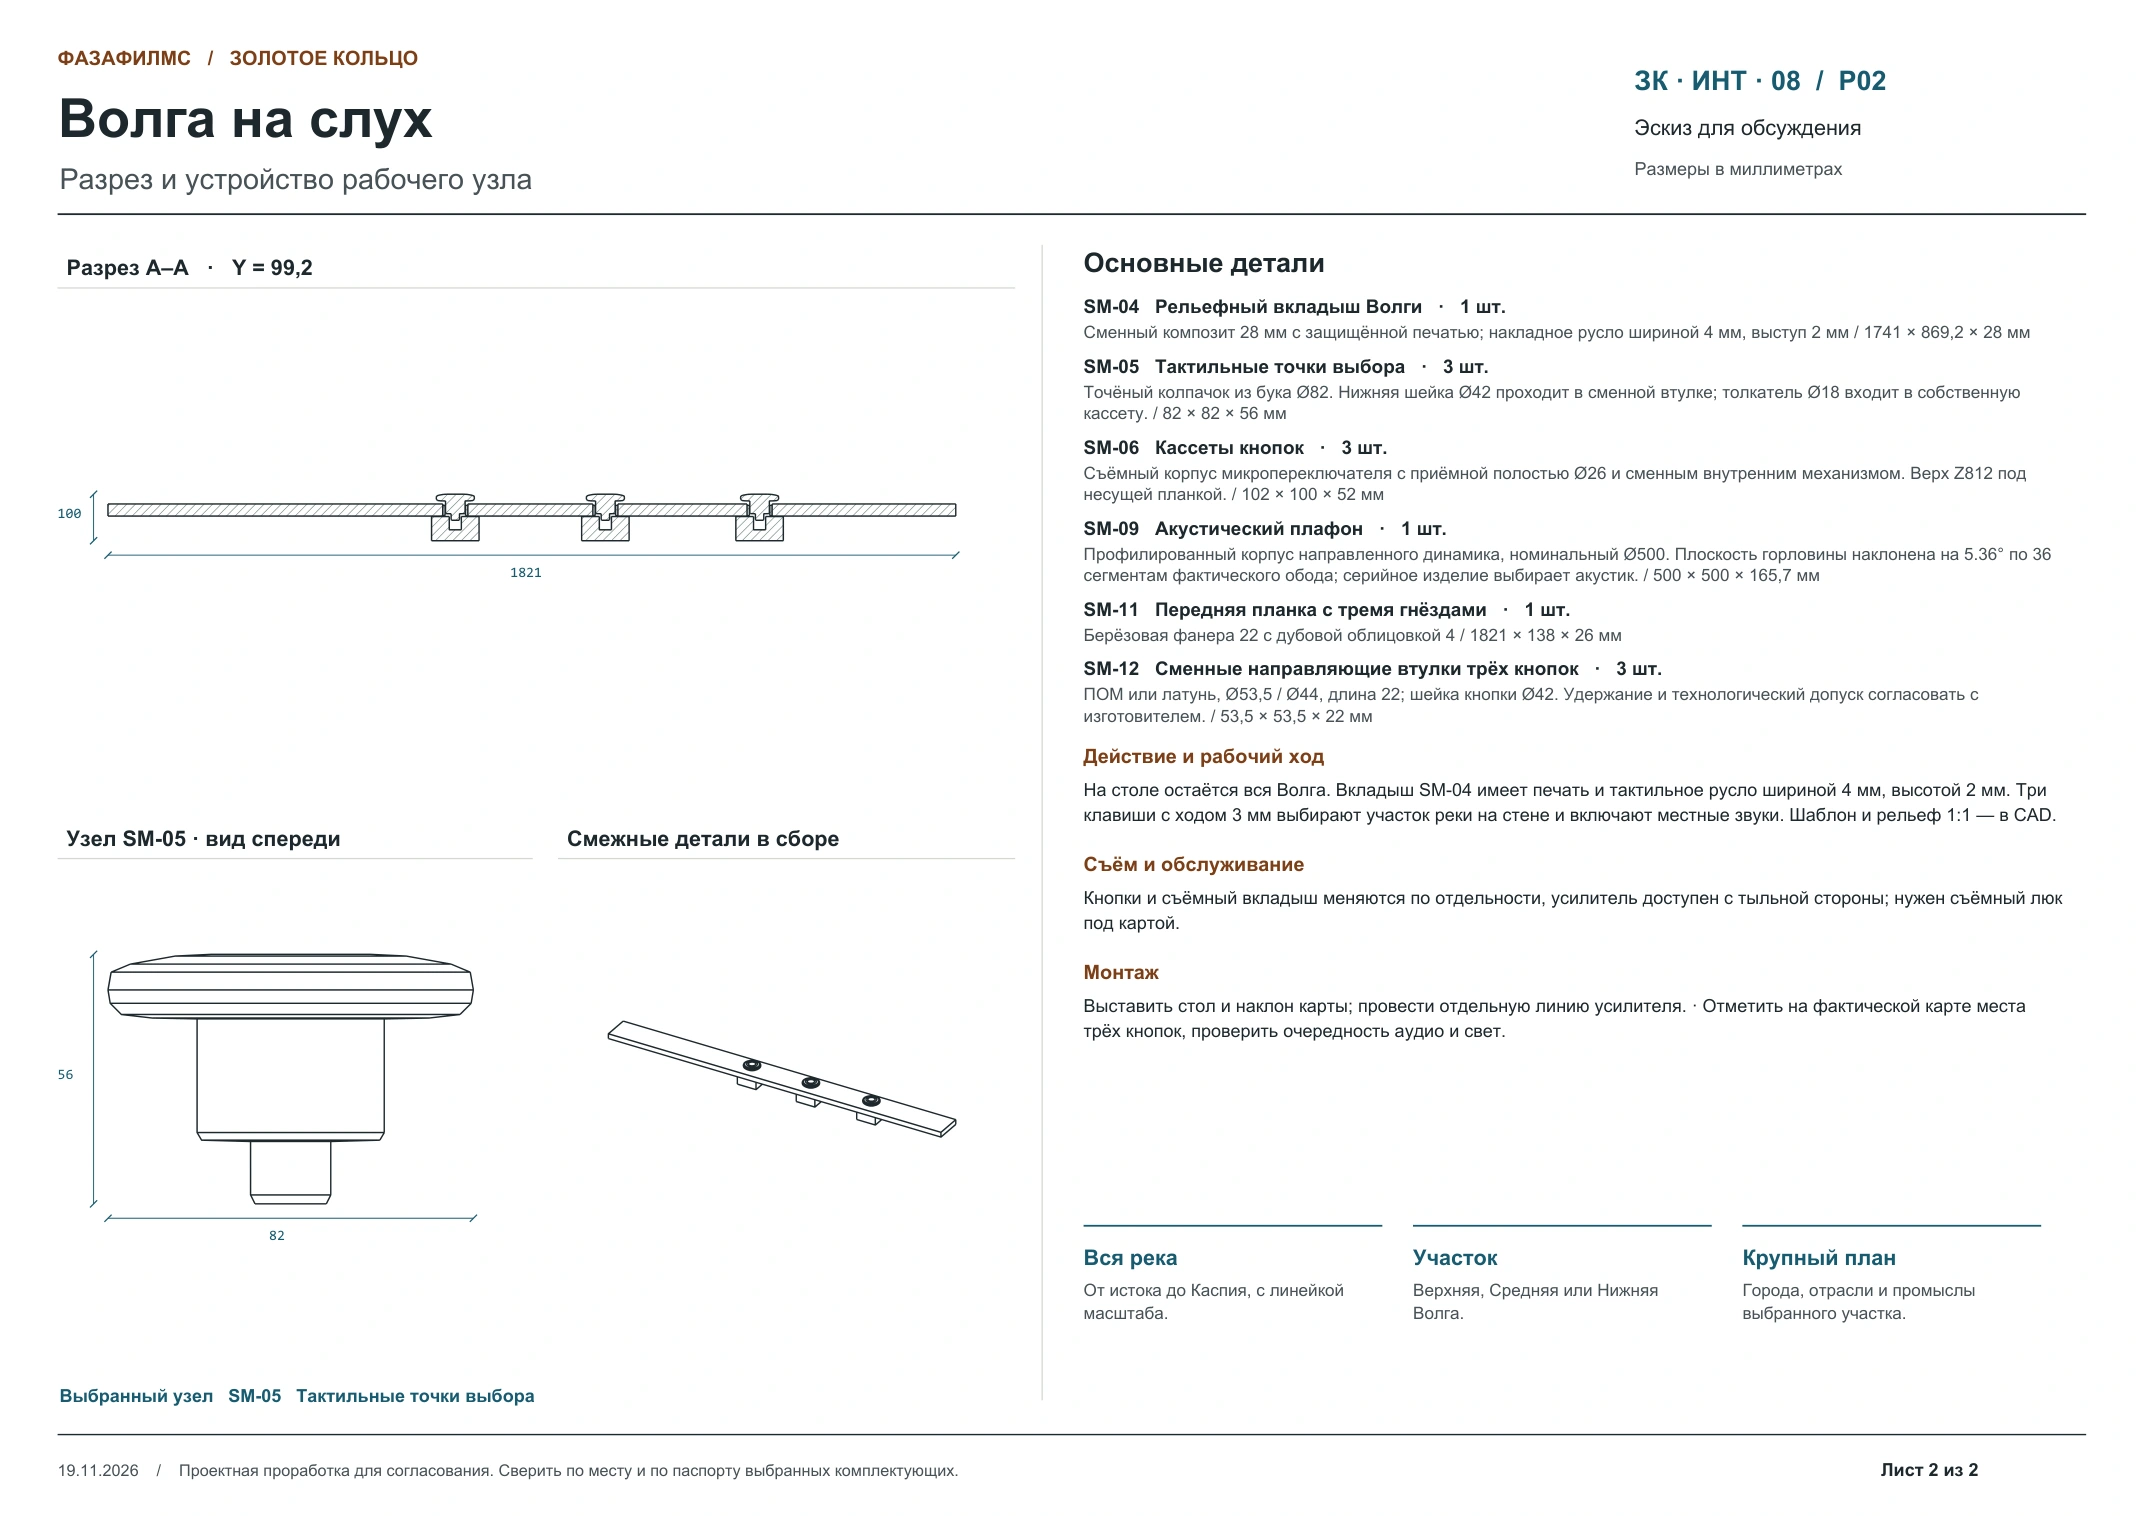 ФАЗАФИЛМС / ЗОЛОТОЕ КОЛЬЦО
Волга на слух
Разрез и устройство рабочего узла
ЗК · ИНТ · 08 / P02
Эскиз для обсуждения
Размеры в миллиметрах
Разрез А–А · Y = 99,2
100
1821
Узел SM-05 · вид спереди
Смежные детали в сборе
56
82
Выбранный узел SM-05 Тактильные точки выбора
Основные детали
SM-04 Рельефный вкладыш Волги · 1 шт.
Сменный композит 28 мм с защищённой печатью; накладное русло шириной 4 мм, выступ 2 мм / 1741 × 869,2 × 28 мм
SM-05 Тактильные точки выбора · 3 шт.
Точёный колпачок из бука Ø82. Нижняя шейка Ø42 проходит в сменной втулке; толкатель Ø18 входит в собственную
кассету. / 82 × 82 × 56 мм
SM-06 Кассеты кнопок · 3 шт.
Съёмный корпус микропереключателя с приёмной полостью Ø26 и сменным внутренним механизмом. Верх Z812 под
несущей планкой. / 102 × 100 × 52 мм
SM-09 Акустический плафон · 1 шт.
Профилированный корпус направленного динамика, номинальный Ø500. Плоскость горловины наклонена на 5.36° по 36
сегментам фактического обода; серийное изделие выбирает акустик. / 500 × 500 × 165,7 мм
SM-11 Передняя планка с тремя гнёздами · 1 шт.
Берёзовая фанера 22 с дубовой облицовкой 4 / 1821 × 138 × 26 мм
SM-12 Сменные направляющие втулки трёх кнопок · 3 шт.
ПОМ или латунь, Ø53,5 / Ø44, длина 22; шейка кнопки Ø42. Удержание и технологический допуск согласовать с
изготовителем. / 53,5 × 53,5 × 22 мм
Действие и рабочий ход
На столе остаётся вся Волга. Вкладыш SM-04 имеет печать и тактильное русло шириной 4 мм, высотой 2 мм. Три
клавиши с ходом 3 мм выбирают участок реки на стене и включают местные звуки. Шаблон и рельеф 1:1 — в CAD.
Съём и обслуживание
Кнопки и съёмный вкладыш меняются по отдельности, усилитель доступен с тыльной стороны; нужен съёмный люк
под картой.
Монтаж
Выставить стол и наклон карты; провести отдельную линию усилителя. · Отметить на фактической карте места
трёх кнопок, проверить очередность аудио и свет.
Вся река
От истока до Каспия, с линейкой
масштаба.
Участок
Верхняя, Средняя или Нижняя
Волга.
Крупный план
Города, отрасли и промыслы
выбранного участка.
19.11.2026 / Проектная проработка для согласования. Сверить по месту и по паспорту выбранных комплектующих.
Лист 2 из 2